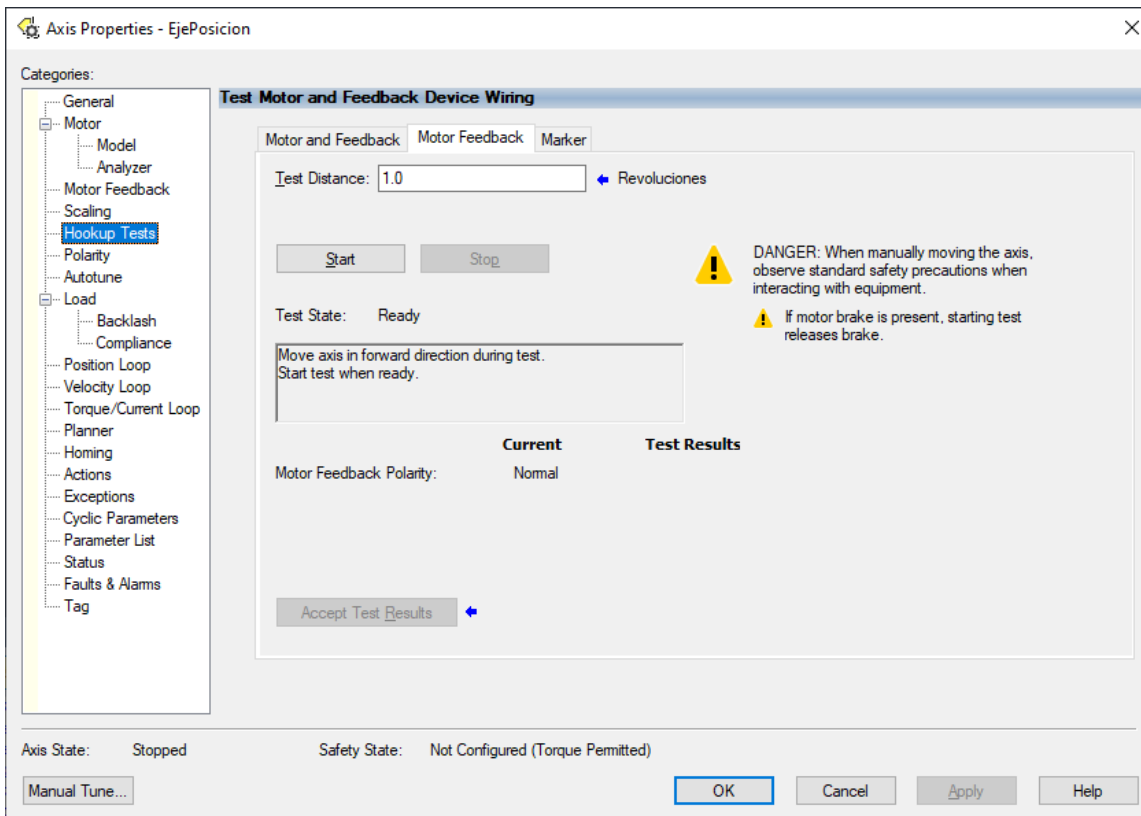 Axis Properties - EjePosicion
Categories:
General
Motor
Model
Analyzer
Motor Feedback
Scaling
Hookup Tests
Polarity
Autotune
Load
Backlash
Compliance
Position Loop
Velocity Loop
Torque/Current Loop
Planner
Homing
Actions
Exceptions
Cyclic Parameters
Parameter List
Status
Faults & Alarms
Tag
Test Motor and Feedback Device Wiring
Motor and Feedback Motor Feedback Marker
Test Distance: 1.0 Revoluciones
Start Stop
DANGER: When manually moving the axis,
observe standard safety precautions when
interacting with equipment.
If motor brake is present, starting test
releases brake.
Test State: Ready
Move axis in forward direction during test.
Start test when ready.
Current Test Results
Motor Feedback Polarity: Normal
Accept Test Results
Axis State: Stopped Safety State: Not Configured (Torque Permitted)
Manual Tune... OK Cancel Apply Help